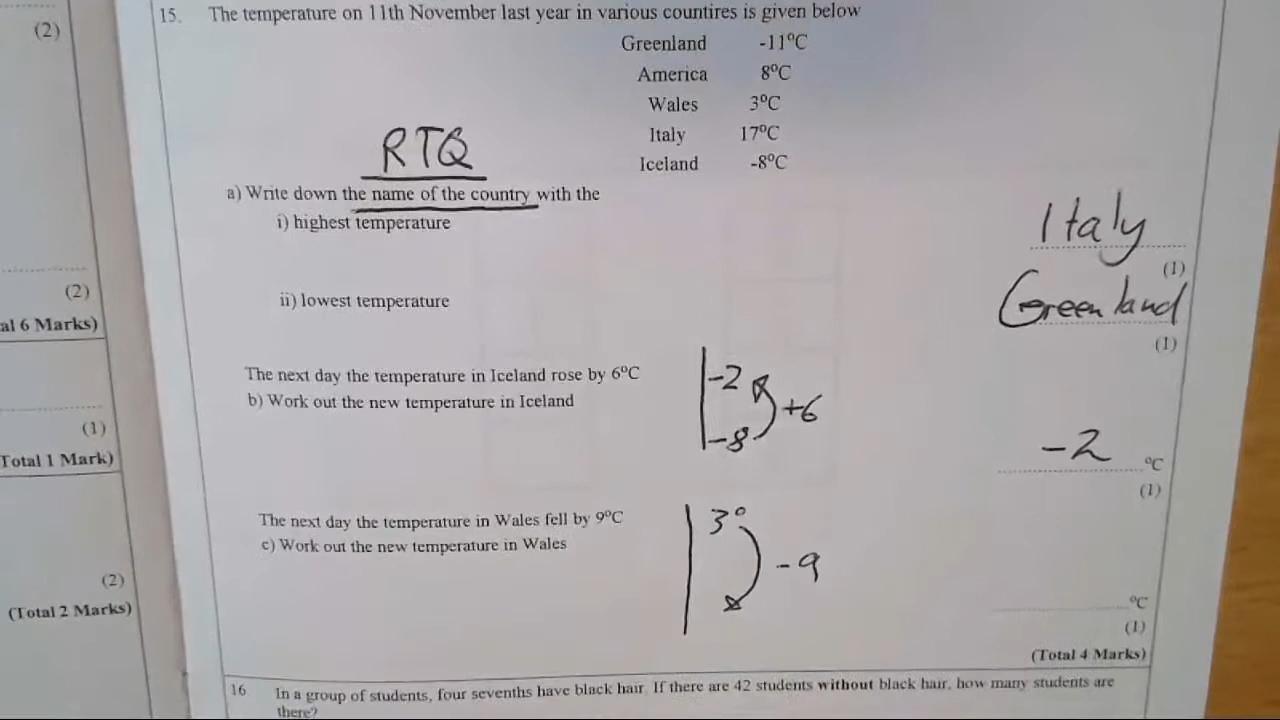 (2)
(2)
al 6 Marks)
(1)
Total 1 Mark)
(2)
(Total 2 Marks)
15. The temperature on 11th November last year in various countires is given below
Greenland -11°C
America 8°C
Wales 3°C
Italy 17°C
Iceland -8°C
RTQ
a) Write down the name of the country with the
i) highest temperature
Italy
(1)
ii) lowest temperature
Greenland
(1)
The next day the temperature in Iceland rose by 6°C
b) Work out the new temperature in Iceland
-2
+6
-8
-2 °C
(1)
The next day the temperature in Wales fell by 9°C
c) Work out the new temperature in Wales
3°
-9
°C
(1)
(Total 4 Marks)
16 In a group of students, four sevenths have black hair. If there are 42 students without black hair, how many students are
there?